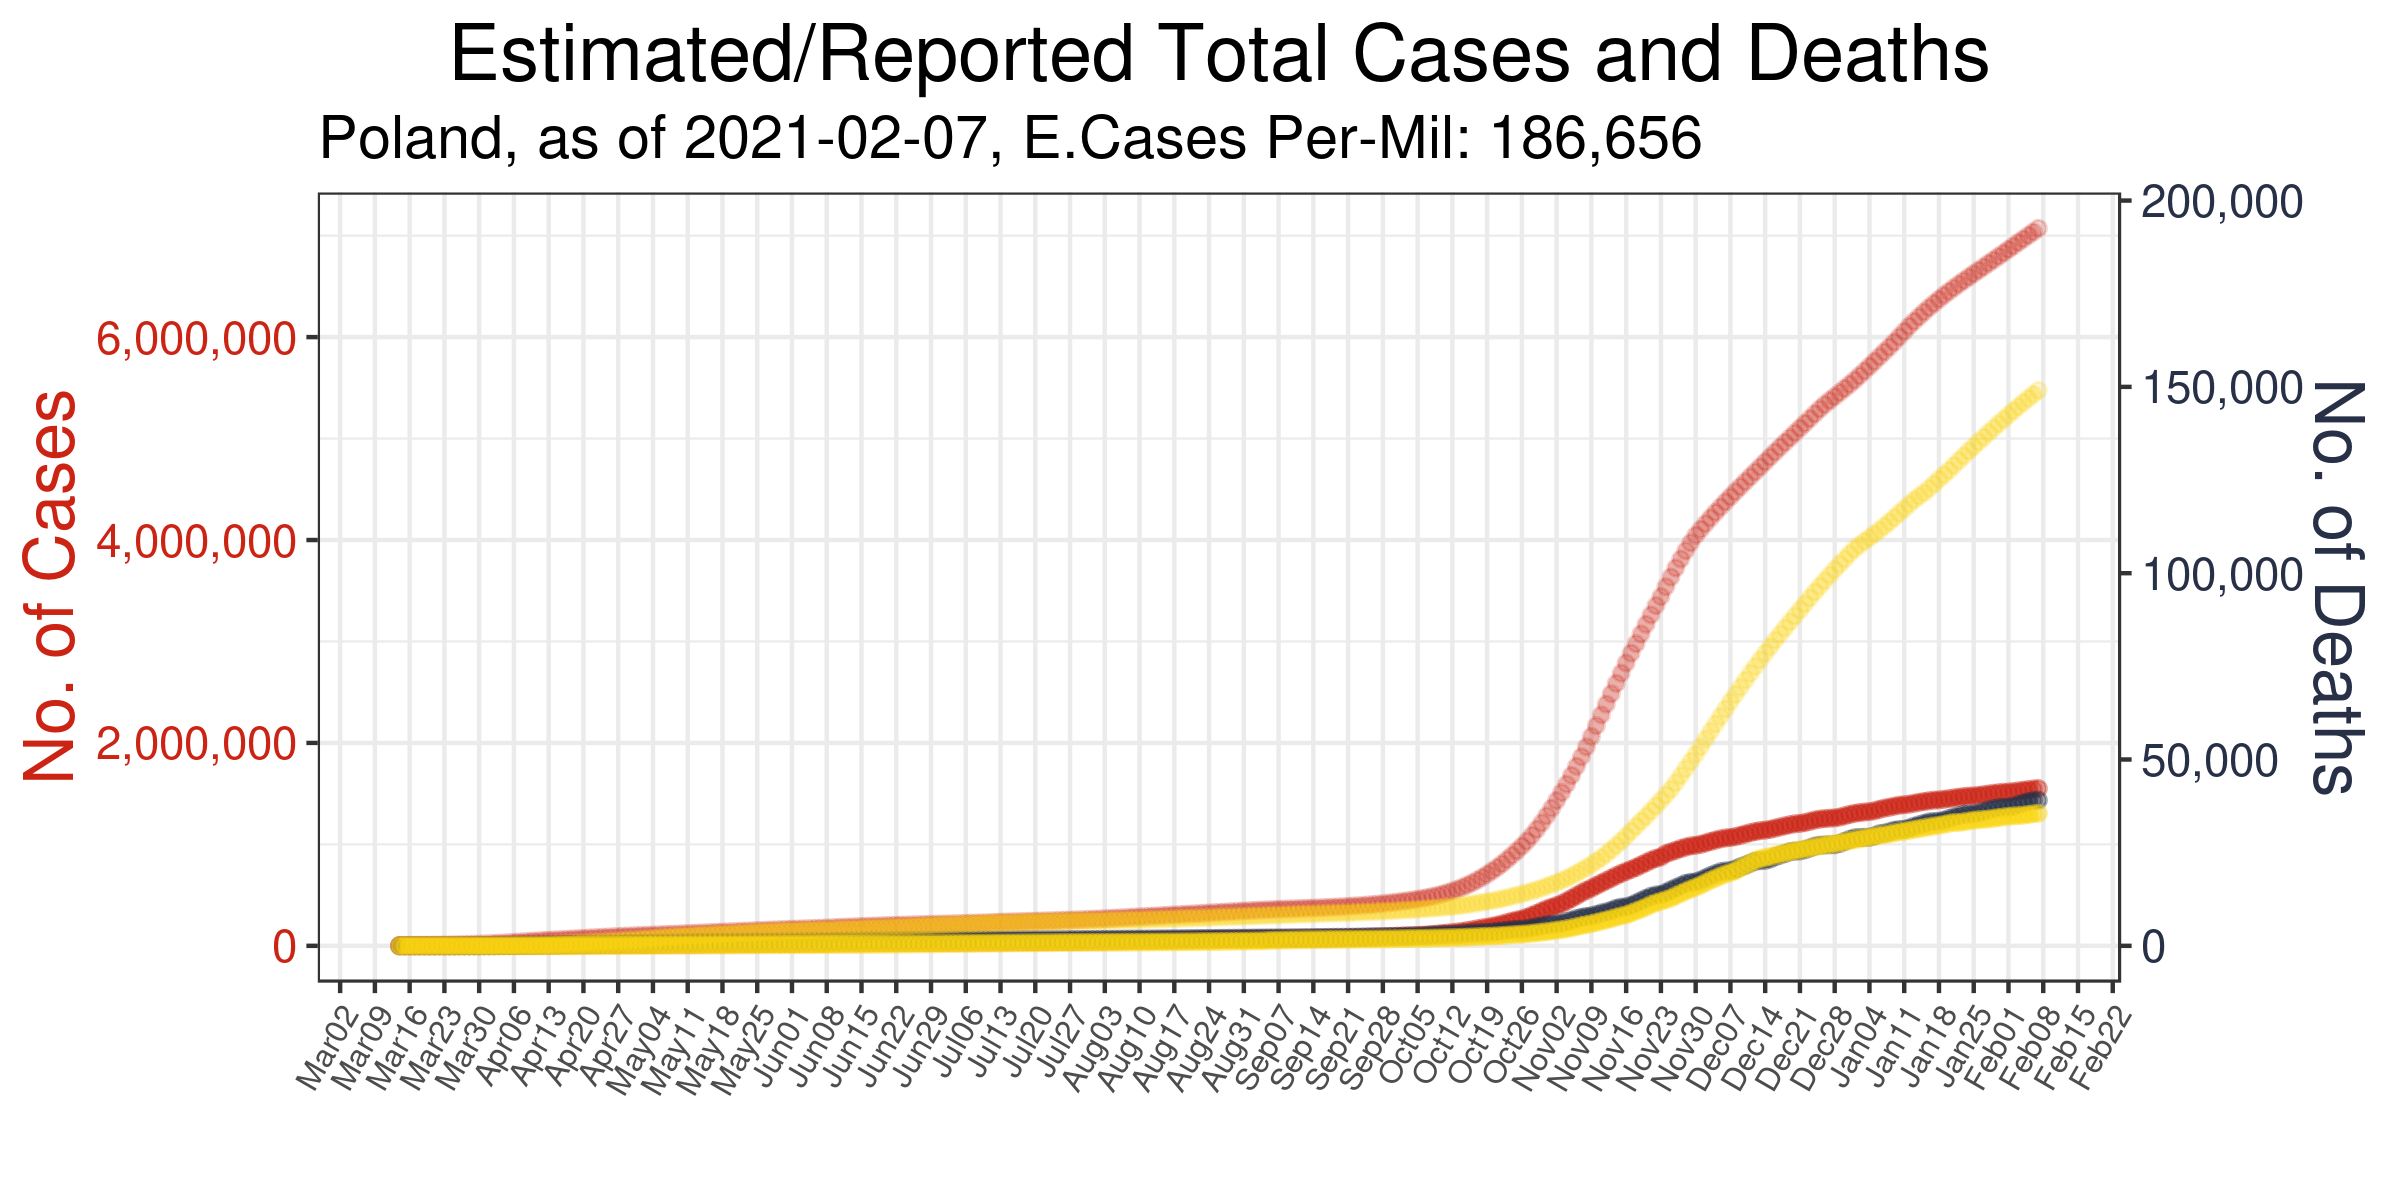 Estimated/Reported Total Cases and Deaths
Poland, as of 2021-02-07, E.Cases Per-Mil: 186,656
No. of Cases
6,000,000
4,000,000
2,000,000
0
200,000
150,000
100,000
50,000
0
No. of Deaths
Mar02
Mar09
Mar16
Mar23
Mar30
Apr06
Apr13
Apr20
Apr27
May04
May11
May18
May25
Jun01
Jun08
Jun15
Jun22
Jun29
Jul06
Jul13
Jul20
Jul27
Aug03
Aug10
Aug17
Aug24
Aug31
Sep07
Sep14
Sep21
Sep28
Oct05
Oct12
Oct19
Oct26
Nov02
Nov09
Nov16
Nov23
Nov30
Dec07
Dec14
Dec21
Dec28
Jan04
Jan11
Jan18
Jan25
Feb01
Feb08
Feb15
Feb22